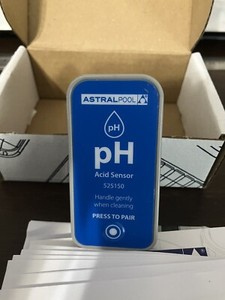 ASTRALPOOL
pH
pH
Acid Sensor
525150
Handle gently
when cleaning
PRESS TO PAIR